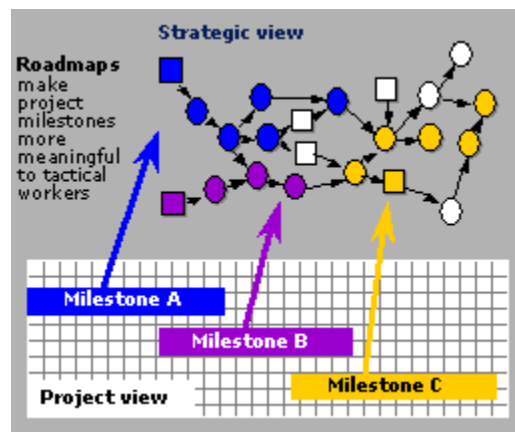 Strategic view
Roadmaps
make
project
milestones
more
meaningful
to tactical
workers
Milestone A
Milestone B
Milestone C
Project view